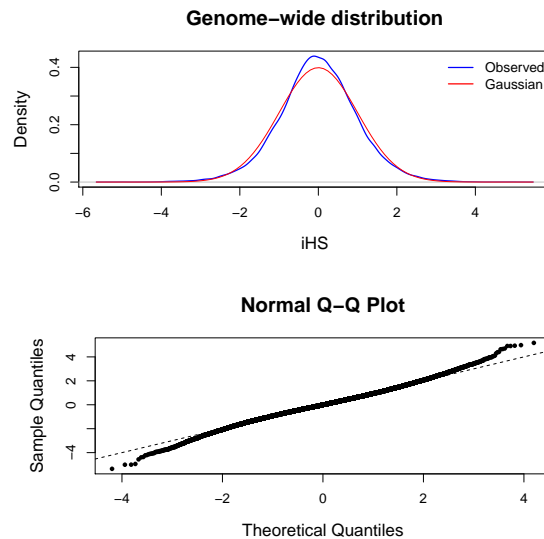 Genome−wide distribution
Density
0.0
0.2
0.4
Observed
Gaussian
−6 −4 −2 0 2 4
iHS
Normal Q−Q Plot
Sample Quantiles
−4
0
2
4
−4 −2 0 2 4
Theoretical Quantiles